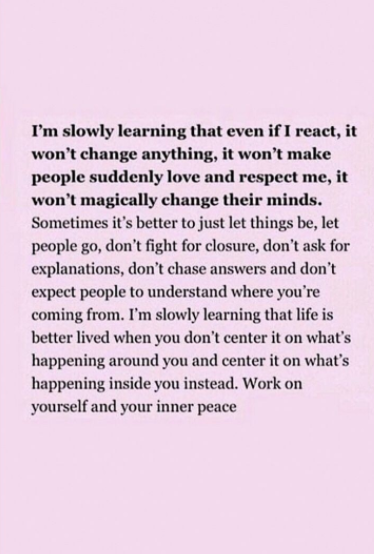 I’m slowly learning that even if I react, it
won’t change anything, it won’t make
people suddenly love and respect me, it
won’t magically change their minds.
Sometimes it’s better to just let things be, let
people go, don’t fight for closure, don’t ask for
explanations, don’t chase answers and don’t
expect people to understand where you’re
coming from. I’m slowly learning that life is
better lived when you don’t center it on what’s
happening around you and center it on what’s
happening inside you instead. Work on
yourself and your inner peace